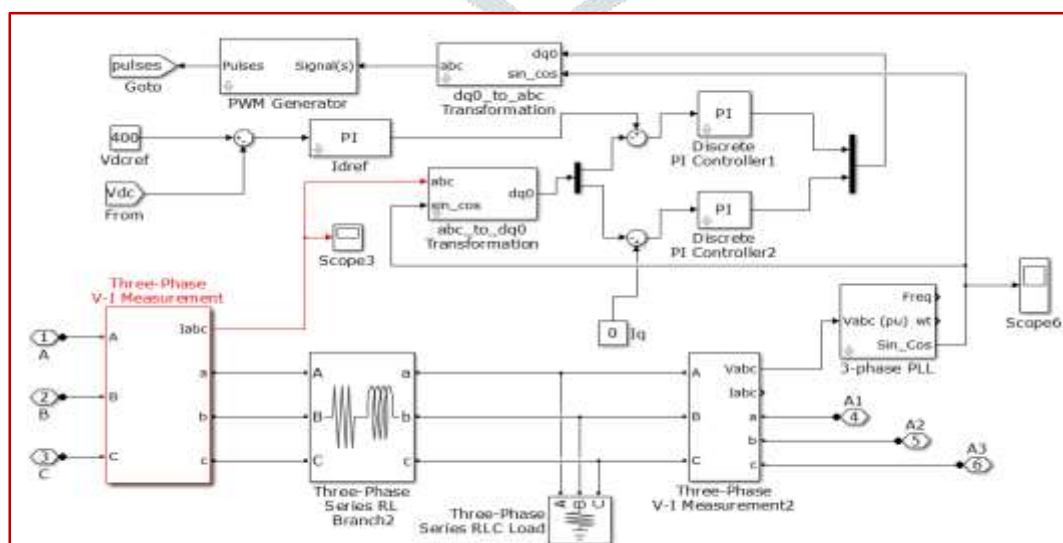 pulses
Goto
Pulses
Signal(s)
PWM Generator
abc
dq0
sin_cos
dq0_to_abc
Transformation
400
Vdcref
PI
Idref
PI
Discrete
PI Controller1
Vdc
From
abc
sin_cos
dq0
abc_to_dq0
Transformation
PI
Discrete
PI Controller2
Scope3
0
Iq
Three-Phase
V-I Measurement
Iabc
A
B
C
a
b
c
1
A
2
B
C
A
B
C
a
b
c
Three-Phase
Series RL
Branch2
A
B
C
Three-Phase
Series RLC Load
A
B
C
Vabc
Iabc
a
b
c
Three-Phase
V-I Measurement2
Vabc (pu)
Freq
wt
Sin_Cos
3-phase PLL
Scope6
A1
4
A2
5
A3
6